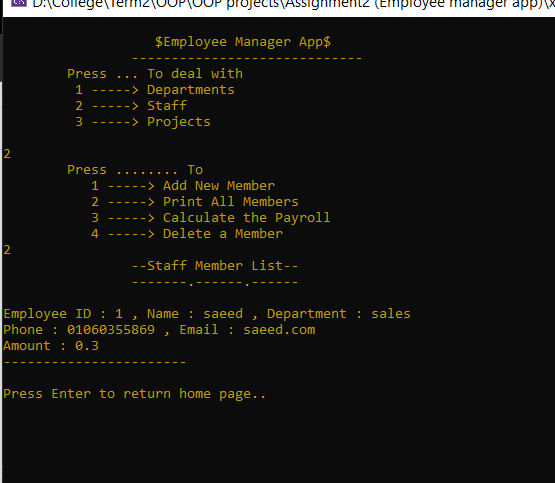 D:\College\Term2\OOP\OOP projects\Assignment2 (Employee manager app)\x
$Employee Manager App$
-----------------------------
Press ... To deal with
1 -----> Departments
2 -----> Staff
3 -----> Projects
2
Press ........ To
1 -----> Add New Member
2 -----> Print All Members
3 -----> Calculate the Payroll
4 -----> Delete a Member
2
--Staff Member List--
-------.------.------
Employee ID : 1 , Name : saeed , Department : sales
Phone : 01060355869 , Email : saeed.com
Amount : 0.3
-----------------------
Press Enter to return home page..